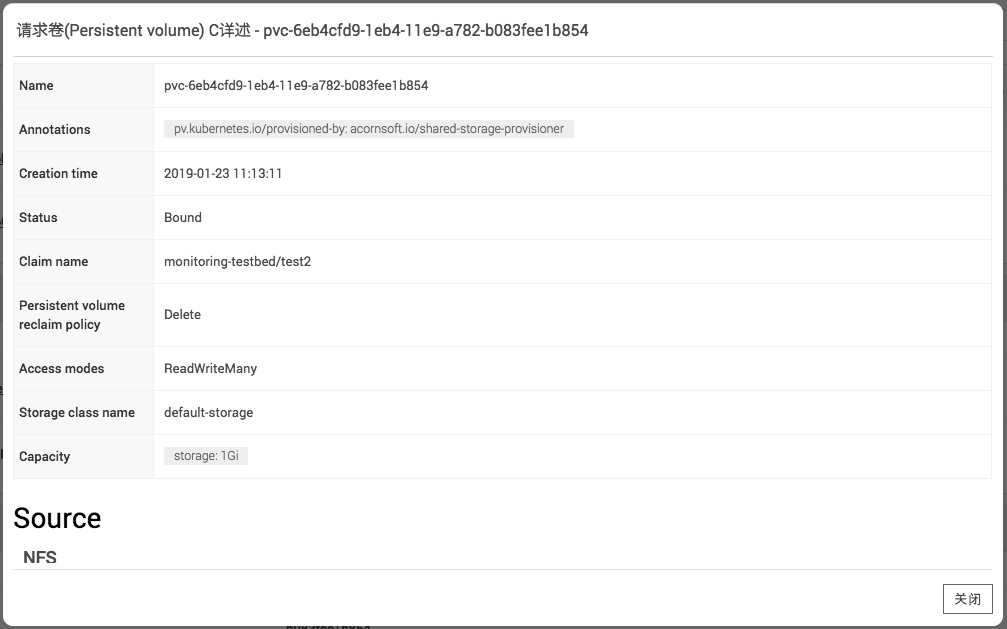 请求卷(Persistent volume) C详述 - pvc-6eb4cfd9-1eb4-11e9-a782-b083fee1b854
Name
pvc-6eb4cfd9-1eb4-11e9-a782-b083fee1b854
Annotations
pv.kubernetes.io/provisioned-by: acornsoft.io/shared-storage-provisioner
Creation time
2019-01-23 11:13:11
Status
Bound
Claim name
monitoring-testbed/test2
Persistent volume
reclaim policy
Delete
Access modes
ReadWriteMany
Storage class name
default-storage
Capacity
storage: 1Gi
Source
NFS
关闭